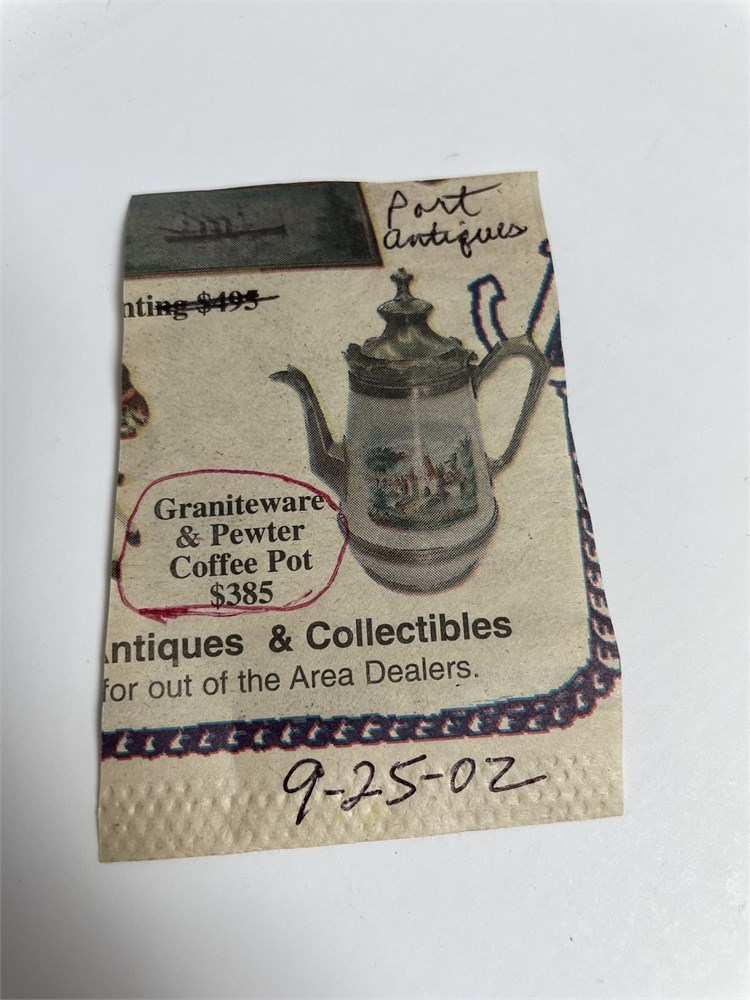 Port
Antiques
nting $495
Graniteware
& Pewter
Coffee Pot
$385
ntiques & Collectibles
for out of the Area Dealers.
9-25-02